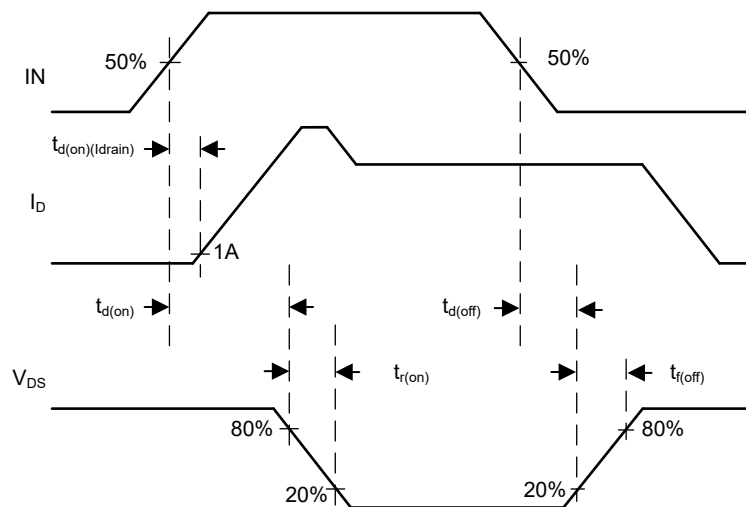 50%
50%
IN
td(on)(Idrain)
ID
1A
td(on)
td(off)
VDS
tr(on)
tf(off)
80%
80%
20%
20%